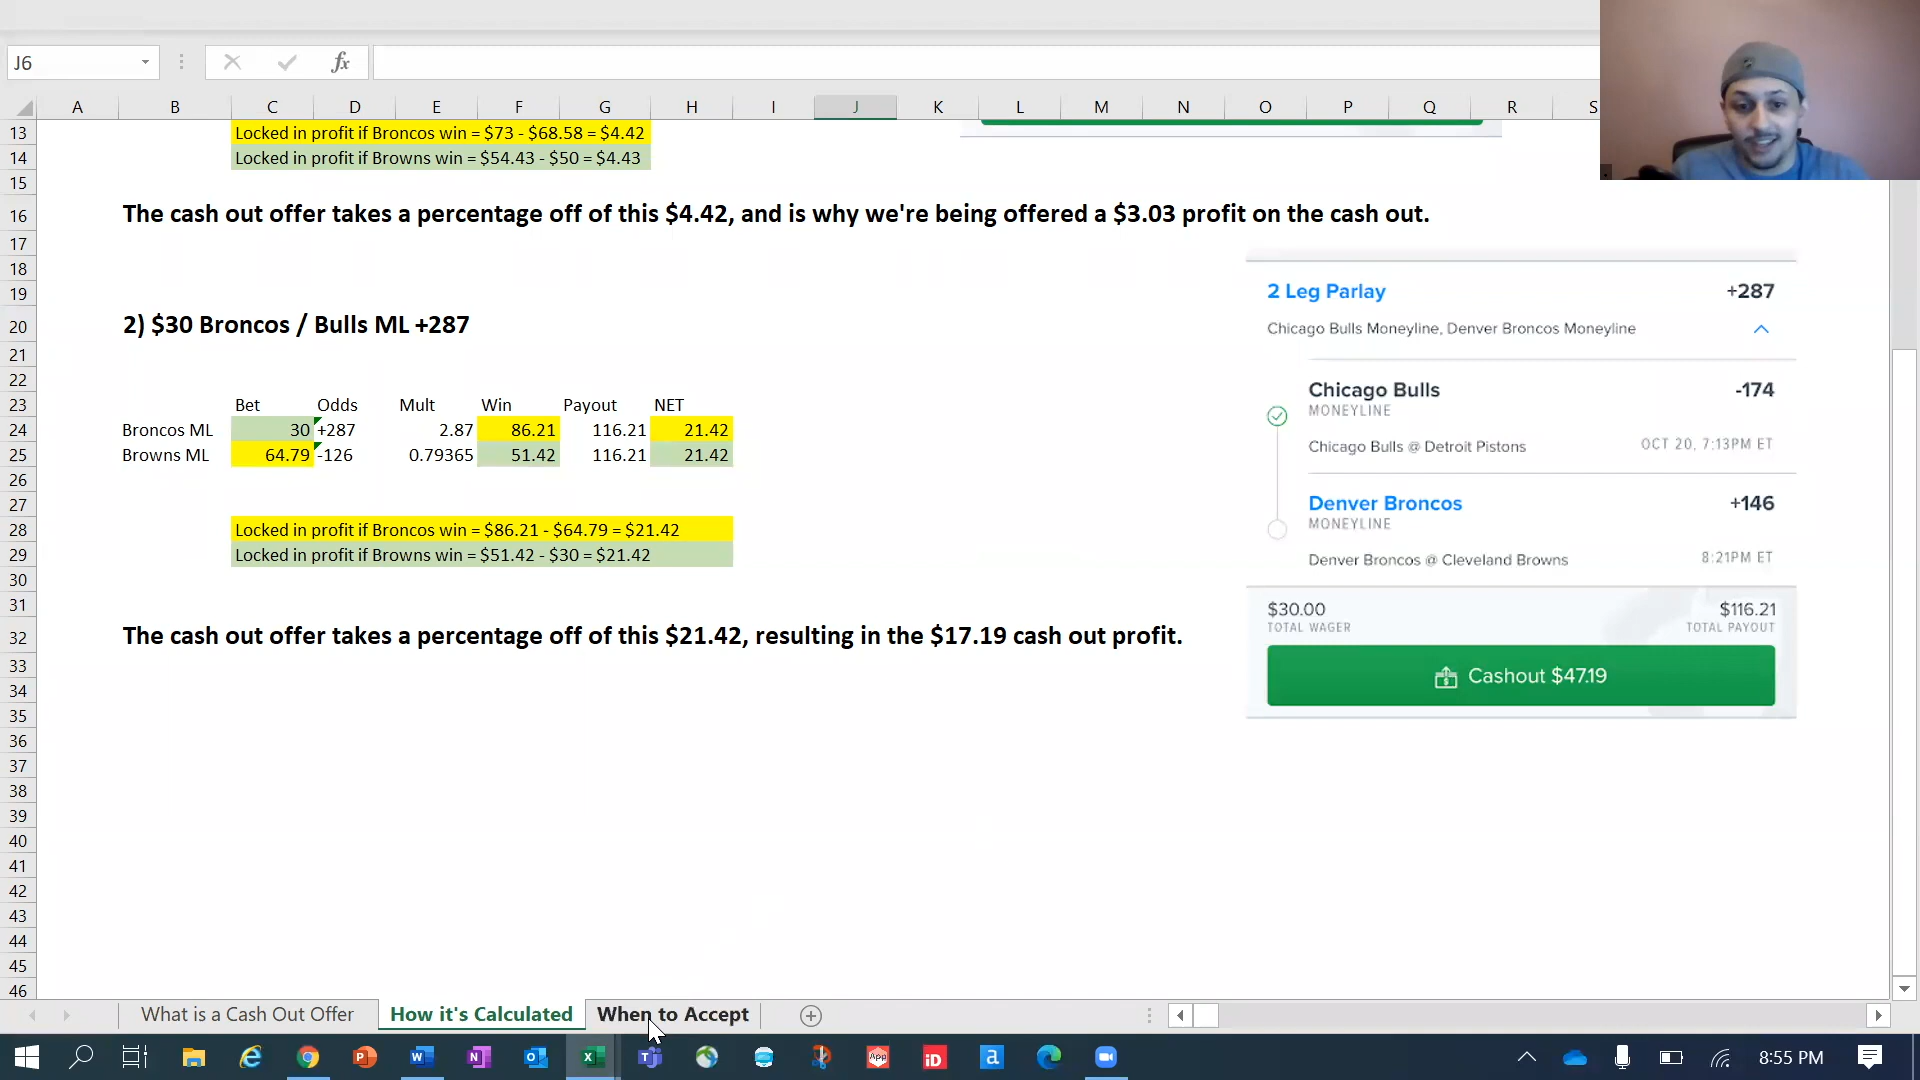 J6
fx
A B C D E F G H I J K L M N O P Q R S
13 Locked in profit if Broncos win = $73 - $68.58 = $4.42
14 Locked in profit if Browns win = $54.43 - $50 = $4.43
15
16 The cash out offer takes a percentage off of this $4.42, and is why we're being offered a $3.03 profit on the cash out.
17
18
19
20 2) $30 Broncos / Bulls ML +287
21
22
23 Bet Odds Mult Win Payout NET
24 Broncos ML 30 +287 2.87 86.21 116.21 21.42
25 Browns ML 64.79 -126 0.79365 51.42 116.21 21.42
26
27
28 Locked in profit if Broncos win = $86.21 - $64.79 = $21.42
29 Locked in profit if Browns win = $51.42 - $30 = $21.42
30
31
32 The cash out offer takes a percentage off of this $21.42, resulting in the $17.19 cash out profit.
33
34
35
36
37
38
39
40
41
42
43
44
45
46
2 Leg Parlay +287
Chicago Bulls Moneyline, Denver Broncos Moneyline
Chicago Bulls -174
MONEYLINE
Chicago Bulls @ Detroit Pistons OCT 20, 7:13PM ET
Denver Broncos +146
MONEYLINE
Denver Broncos @ Cleveland Browns 8:21PM ET
$30.00 $116.21
TOTAL WAGER TOTAL PAYOUT
Cashout $47.19
What is a Cash Out Offer How it's Calculated When to Accept
8:55 PM